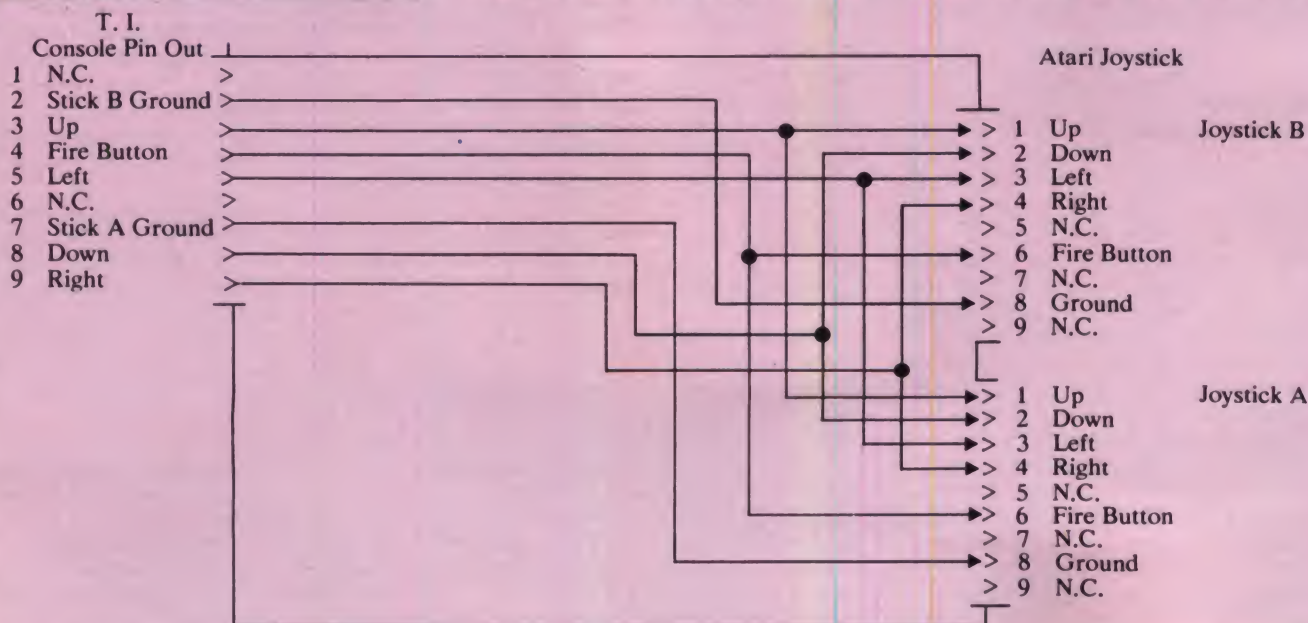 T. I.
Console Pin Out
1 N.C.
2 Stick B Ground
3 Up
4 Fire Button
5 Left
6 N.C.
7 Stick A Ground
8 Down
9 Right
Atari Joystick
Joystick B
1 Up
2 Down
3 Left
4 Right
5 N.C.
6 Fire Button
7 N.C.
8 Ground
9 N.C.
Joystick A
1 Up
2 Down
3 Left
4 Right
5 N.C.
6 Fire Button
7 N.C.
8 Ground
9 N.C.